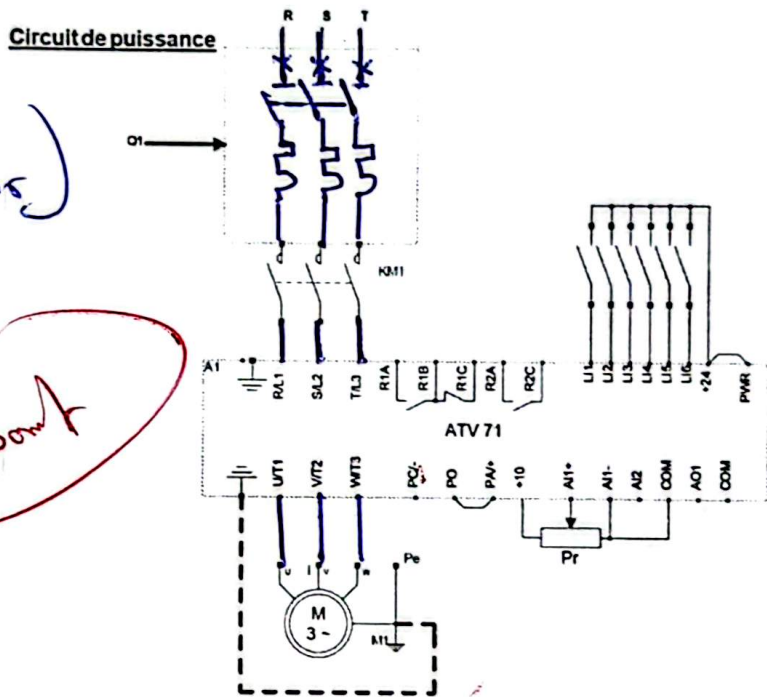 R S T
Circuit de puissance
Q1
KM1
A1
R/L1 S/L2 T/L3 R1A R1B R1C R2A R2C LI1 LI2 LI3 LI4 LI5 LI6 +24 PWR
ATV 71
U/T1 V/T2 W/T3 PC/- PO PA/+ +10 AI1+ AI1- AI2 COM AO1 COM
Pr
Pe
u v w
M
3 ~
M1